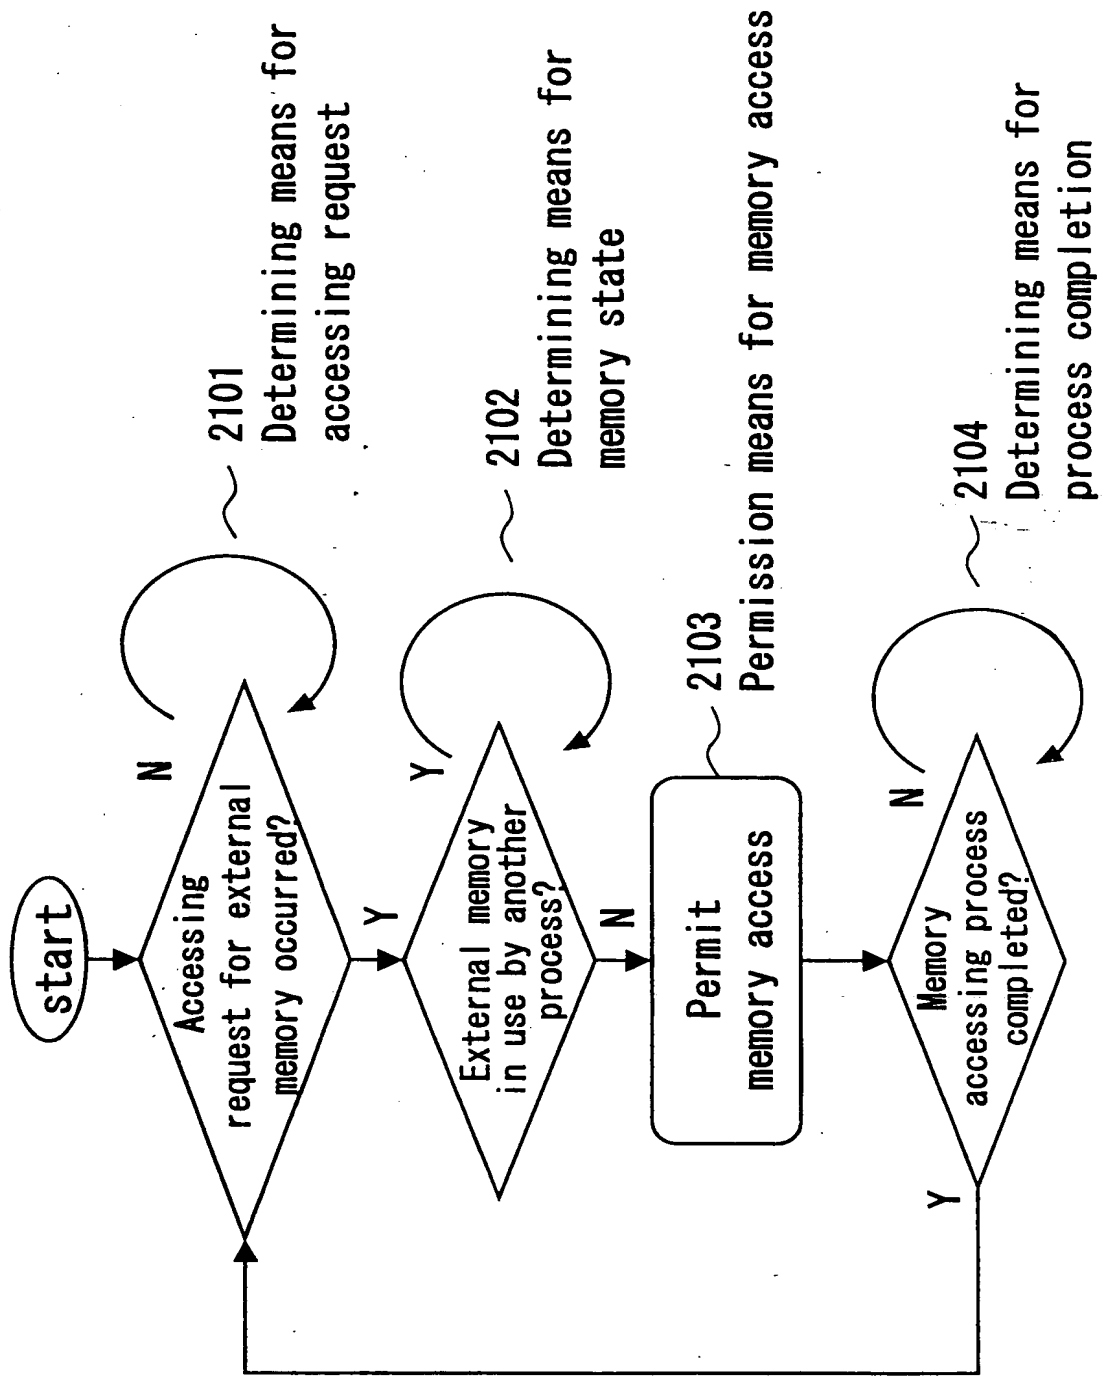 start
Accessing
request for external
memory occurred?
N
Y
2101
Determining means for
accessing request
External memory
in use by another
process?
Y
N
2102
Determining means for
memory state
Permit
memory access
2103
Permission means for memory access
Memory
accessing process
completed?
N
Y
2104
Determining means for
process completion